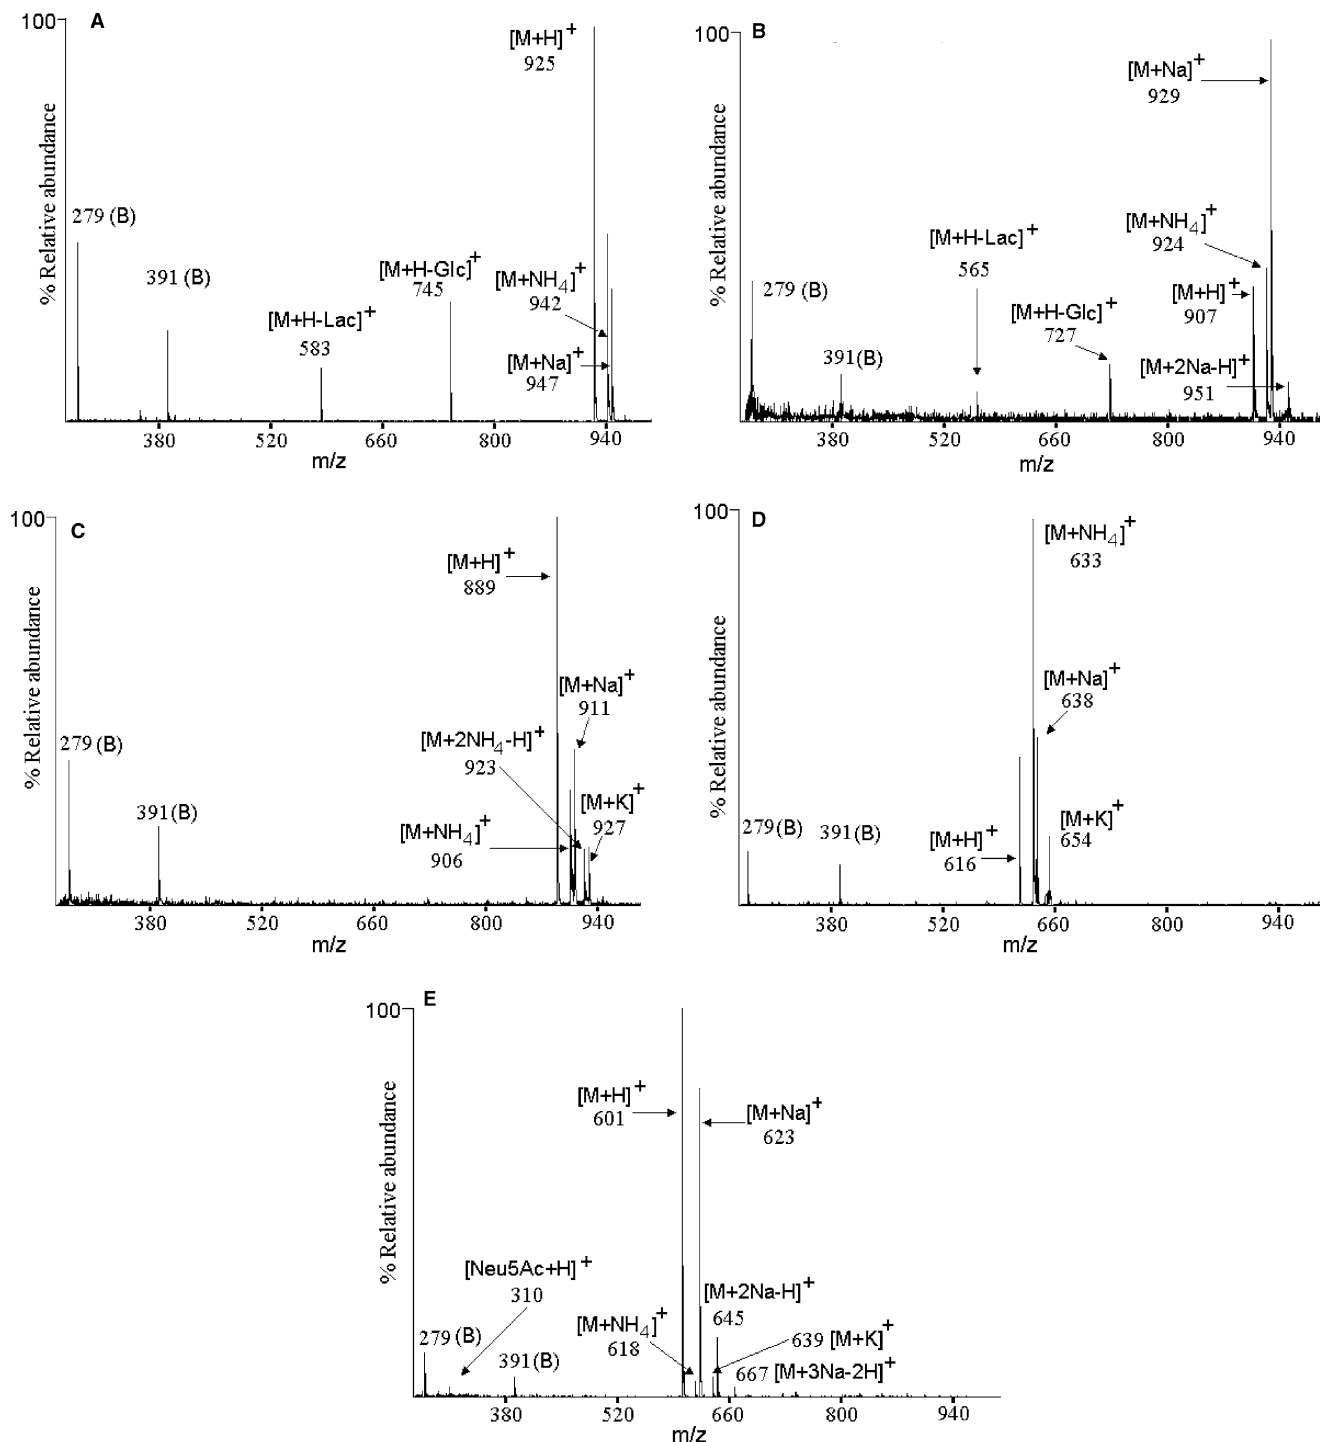 A
100
[M+H]+
925
% Relative abundance
279 (B)
391 (B)
[M+H-Lac]+
583
[M+H-Glc]+
745
[M+NH4]+
942
[M+Na]+
947
380 520 660 800 940
m/z
B
100
[M+Na]+
929
% Relative abundance
[M+NH4]+
924
[M+H-Lac]+
565
279 (B)
[M+H]+
907
[M+H-Glc]+
727
391(B)
[M+2Na-H]+
951
380 520 660 800 940
m/z
C
100
[M+H]+
889
% Relative abundance
[M+Na]+
911
[M+2NH4-H]+
923
279 (B)
391(B)
[M+K]+
927
[M+NH4]+
906
380 520 660 800 940
m/z
D
100
[M+NH4]+
633
% Relative abundance
[M+Na]+
638
279(B)
391(B)
[M+H]+
616
[M+K]+
654
380 520 660 800 940
m/z
E
100
[M+H]+
601
[M+Na]+
623
% Relative abundance
[Neu5Ac+H]+
310
[M+2Na-H]+
645
[M+NH4]+
618
279 (B)
391(B)
639 [M+K]+
667 [M+3Na-2H]+
380 520 660 800 940
m/z